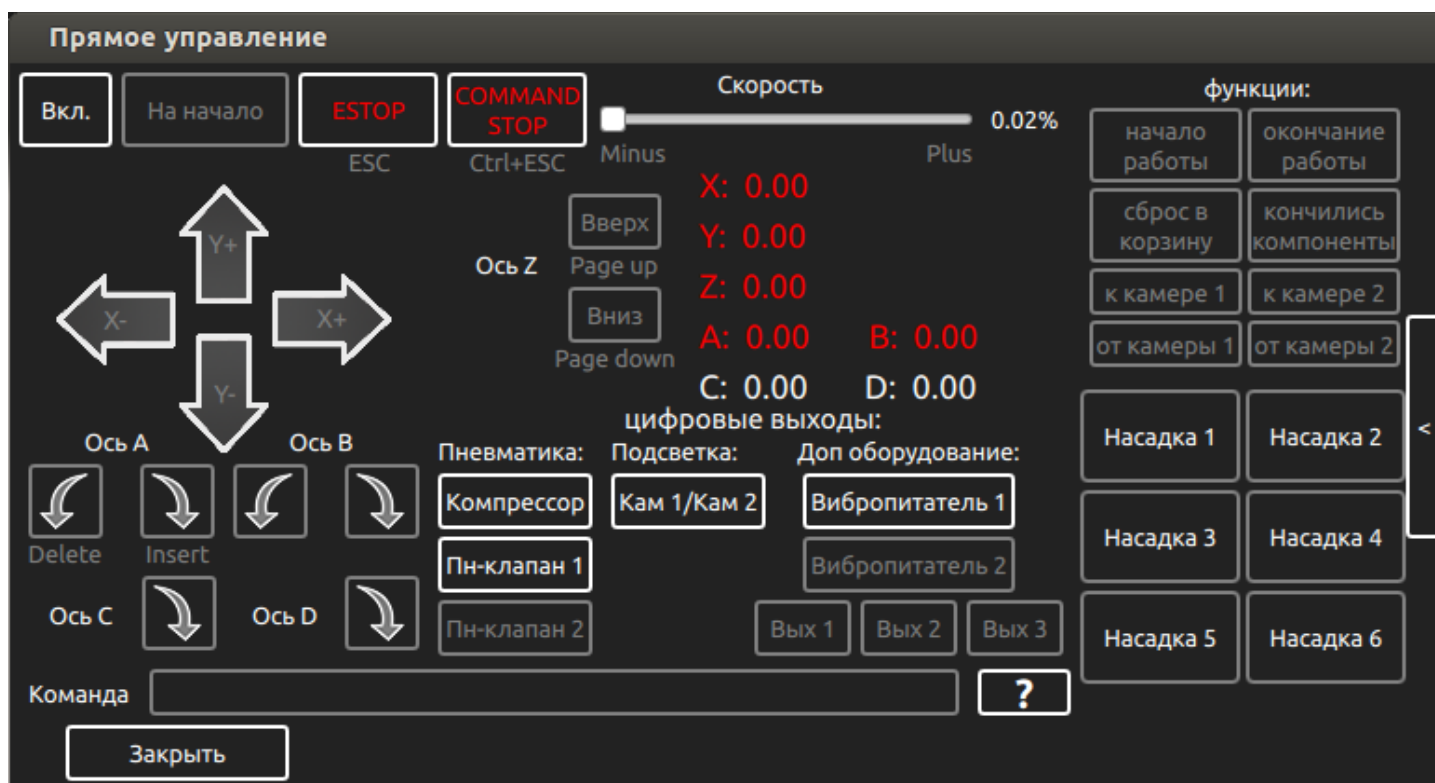 Прямое управление
Вкл.
На начало
ESTOP
COMMAND
STOP
ESC
Ctrl+ESC
Скорость
0.02%
Minus
Plus
Y+
X-
X+
Y-
Ось Z
Вверх
Page up
Вниз
Page down
X: 0.00
Y: 0.00
Z: 0.00
A: 0.00
B: 0.00
C: 0.00
D: 0.00
функции:
начало
работы
окончание
работы
сброс в
корзину
кончились
компоненты
к камере 1
к камере 2
от камеры 1
от камеры 2
<
Ось A
Ось B
Delete
Insert
Ось C
Ось D
цифровые выходы:
Пневматика:
Подсветка:
Доп оборудование:
Компрессор
Кам 1/Кам 2
Вибропитатель 1
Пн-клапан 1
Вибропитатель 2
Пн-клапан 2
Вых 1
Вых 2
Вых 3
Насадка 1
Насадка 2
Насадка 3
Насадка 4
Насадка 5
Насадка 6
Команда
?
Закрыть